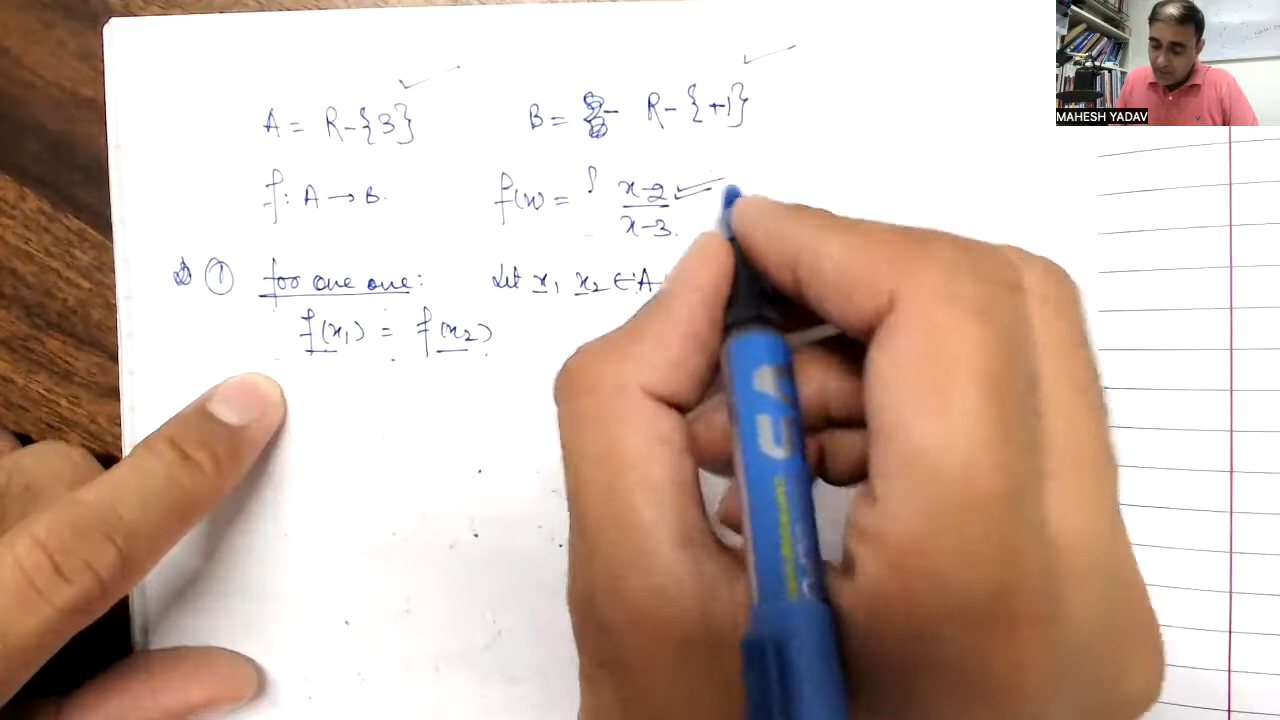 A = R-{3} B = R-{+1}
f: A → B. f(x) = x-2 / x-3.
① for one one: Let x₁, x₂ ∈ A
f(x₁) = f(x₂)
MAHESH YADAV